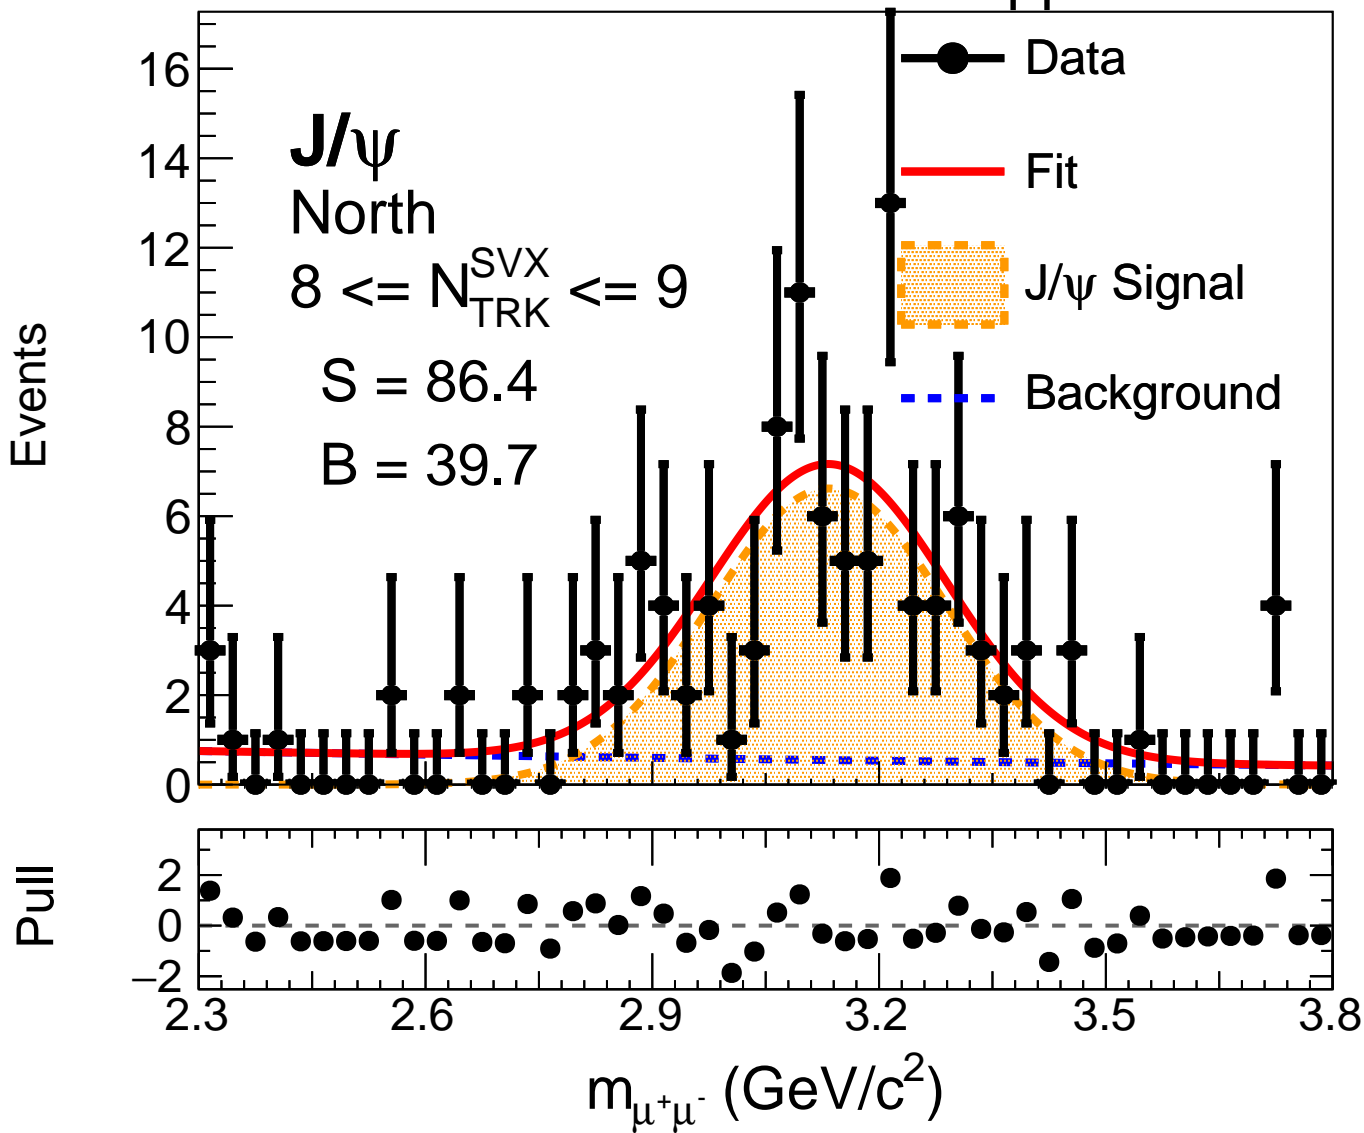 Data
Fit
J/ψ Signal
Background
J/ψ
North
8 <= N_TRK^SVX <= 9
S = 86.4
B = 39.7
Events
16
14
12
10
8
6
4
2
0
Pull
2
0
−2
2.3 2.6 2.9 3.2 3.5 3.8
m_μ⁺μ⁻ (GeV/c²)